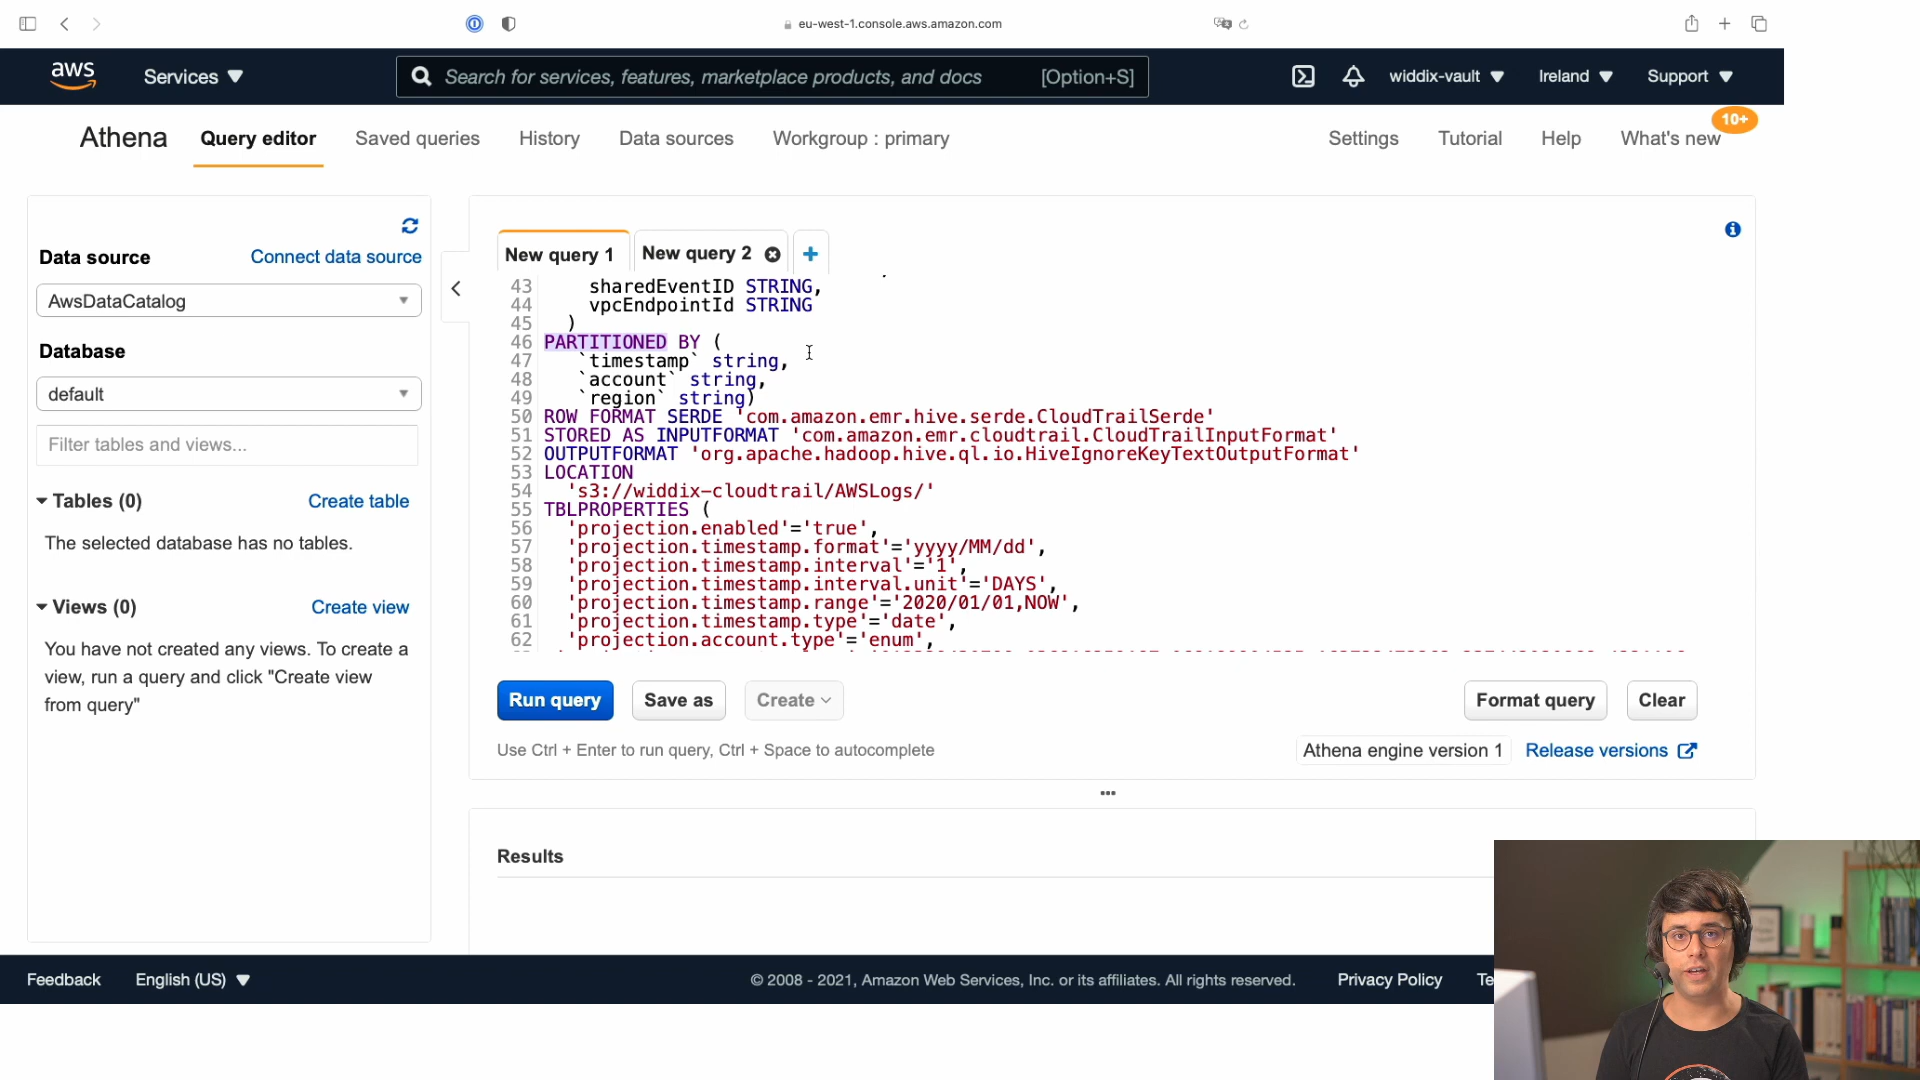 eu-west-1.console.aws.amazon.com
aws
Services
Search for services, features, marketplace products, and docs
[Option+S]
widdix-vault
Ireland
Support
Athena
Query editor
Saved queries
History
Data sources
Workgroup : primary
Settings
Tutorial
Help
What's new
10+
Data source
Connect data source
AwsDataCatalog
Database
default
Filter tables and views...
Tables (0)
Create table
The selected database has no tables.
Views (0)
Create view
You have not created any views. To create a
view, run a query and click "Create view
from query"
New query 1
New query 2
43 sharedEventID STRING,
44 vpcEndpointId STRING
45 )
46 PARTITIONED BY (
47 `timestamp` string,
48 `account` string,
49 `region` string)
50 ROW FORMAT SERDE 'com.amazon.emr.hive.serde.CloudTrailSerde'
51 STORED AS INPUTFORMAT 'com.amazon.emr.cloudtrail.CloudTrailInputFormat'
52 OUTPUTFORMAT 'org.apache.hadoop.hive.ql.io.HiveIgnoreKeyTextOutputFormat'
53 LOCATION
54 's3://widdix-cloudtrail/AWSLogs/'
55 TBLPROPERTIES (
56 'projection.enabled'='true',
57 'projection.timestamp.format'='yyyy/MM/dd',
58 'projection.timestamp.interval'='1',
59 'projection.timestamp.interval.unit'='DAYS',
60 'projection.timestamp.range'='2020/01/01,NOW',
61 'projection.timestamp.type'='date',
62 'projection.account.type'='enum',
Run query
Save as
Create
Format query
Clear
Use Ctrl + Enter to run query, Ctrl + Space to autocomplete
Athena engine version 1
Release versions
Results
Feedback
English (US)
© 2008 - 2021, Amazon Web Services, Inc. or its affiliates. All rights reserved.
Privacy Policy
Te